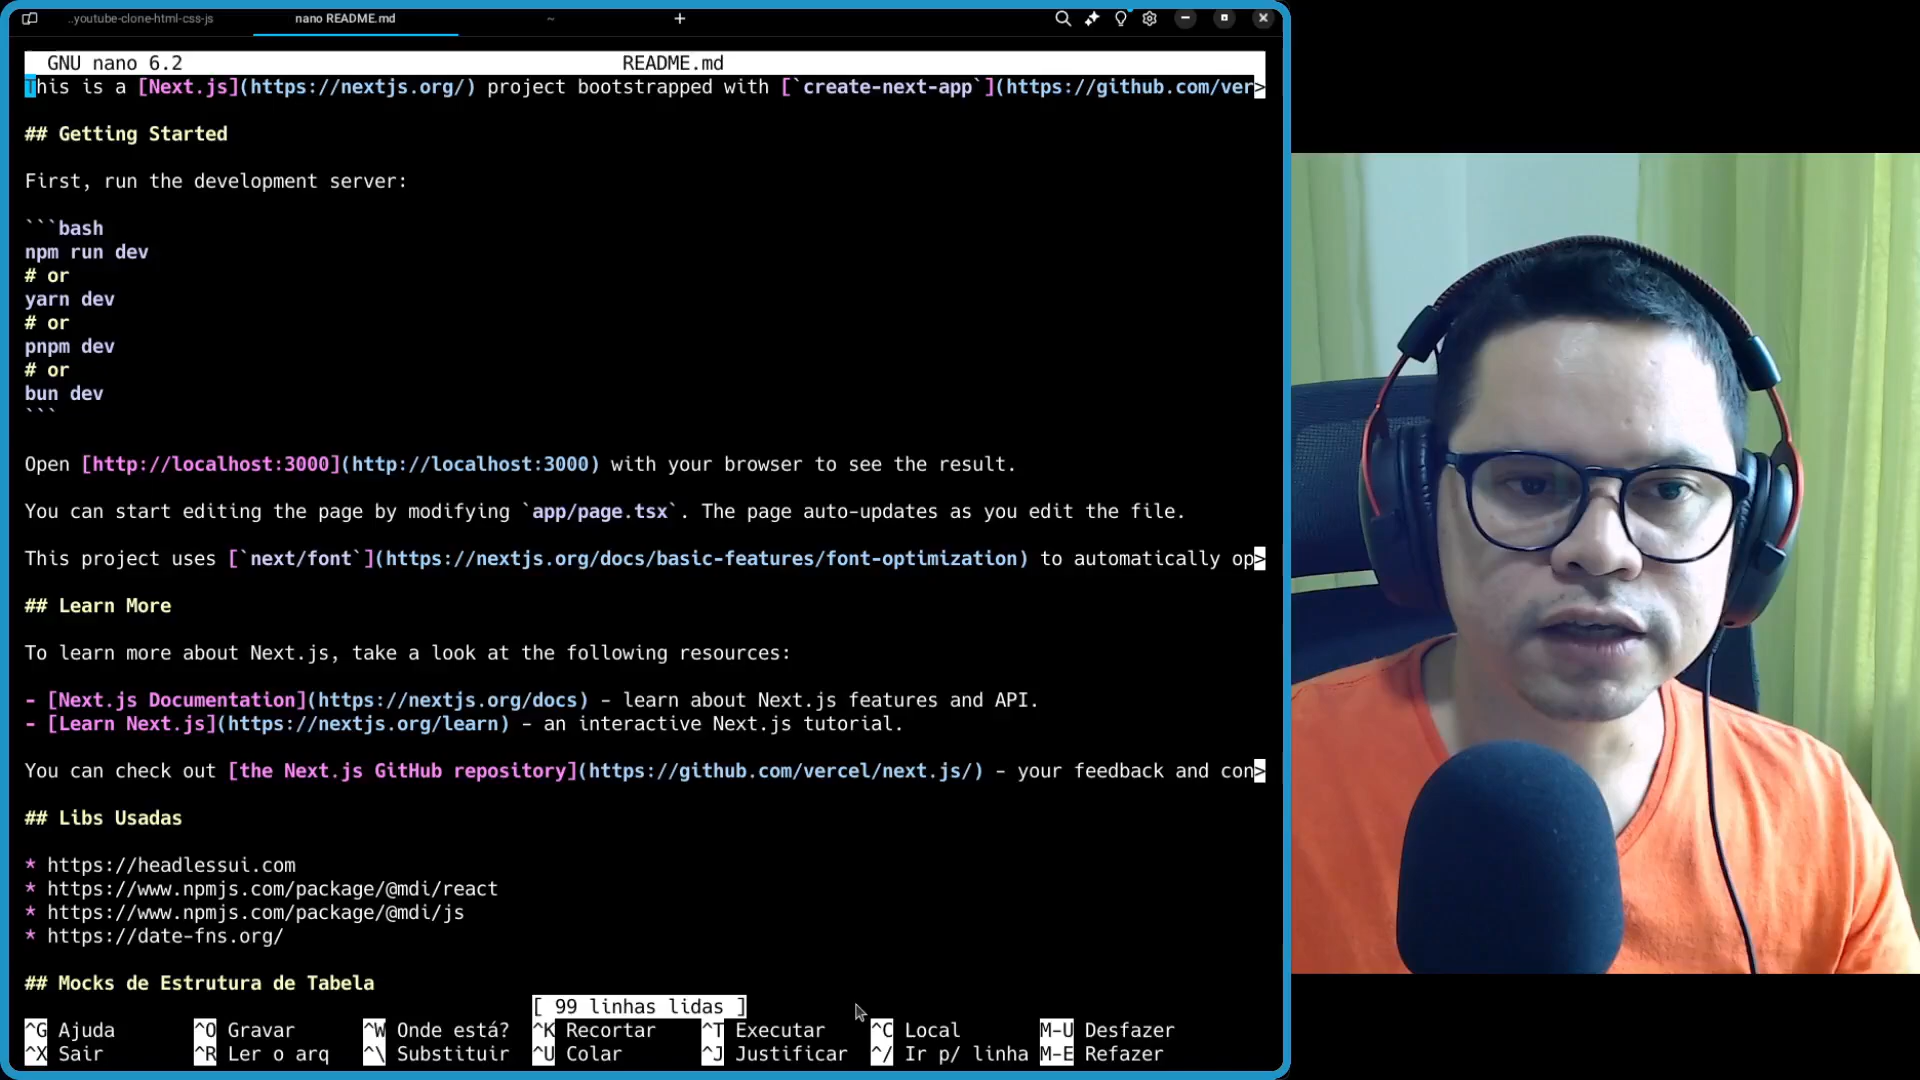 ..youtube-clone-html-css-js
nano README.md
~
+
GNU nano 6.2 README.md
This is a [Next.js](https://nextjs.org/) project bootstrapped with [`create-next-app`](https://github.com/ver>
## Getting Started
First, run the development server:
```bash
npm run dev
# or
yarn dev
# or
pnpm dev
# or
bun dev
```
Open [http://localhost:3000](http://localhost:3000) with your browser to see the result.
You can start editing the page by modifying `app/page.tsx`. The page auto-updates as you edit the file.
This project uses [`next/font`](https://nextjs.org/docs/basic-features/font-optimization) to automatically op>
## Learn More
To learn more about Next.js, take a look at the following resources:
- [Next.js Documentation](https://nextjs.org/docs) - learn about Next.js features and API.
- [Learn Next.js](https://nextjs.org/learn) - an interactive Next.js tutorial.
You can check out [the Next.js GitHub repository](https://github.com/vercel/next.js/) - your feedback and con>
## Libs Usadas
* https://headlessui.com
* https://www.npmjs.com/package/@mdi/react
* https://www.npmjs.com/package/@mdi/js
* https://date-fns.org/
## Mocks de Estrutura de Tabela
[ 99 linhas lidas ]
^G Ajuda ^O Gravar ^W Onde está? ^K Recortar ^T Executar ^C Local M-U Desfazer
^X Sair ^R Ler o arq ^\ Substituir ^U Colar ^J Justificar ^/ Ir p/ linha M-E Refazer